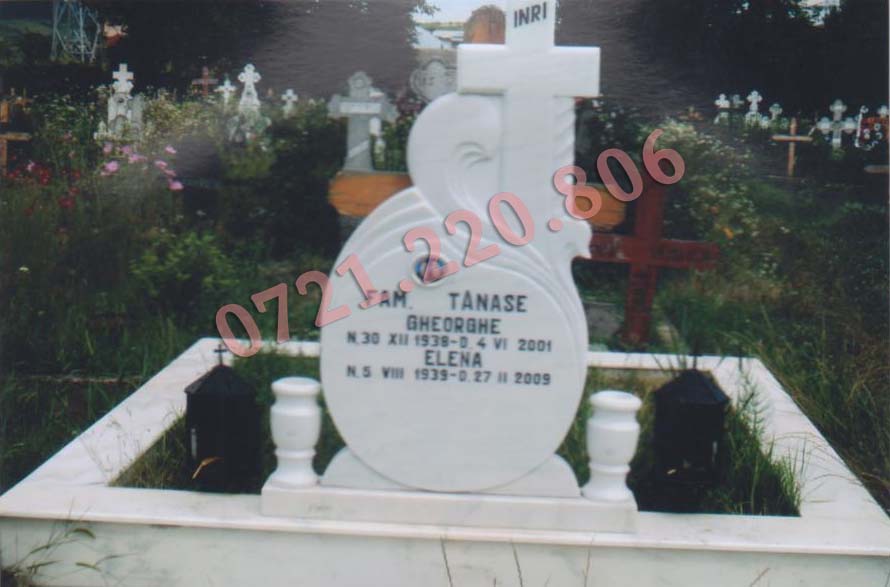 INRI
0721.220.806
FAM. TĂNASE
GHEORGHE
N.30 XII 1938-D. 4 VI 2001
ELENA
N.5 VIII 1939-D.27 II 2009